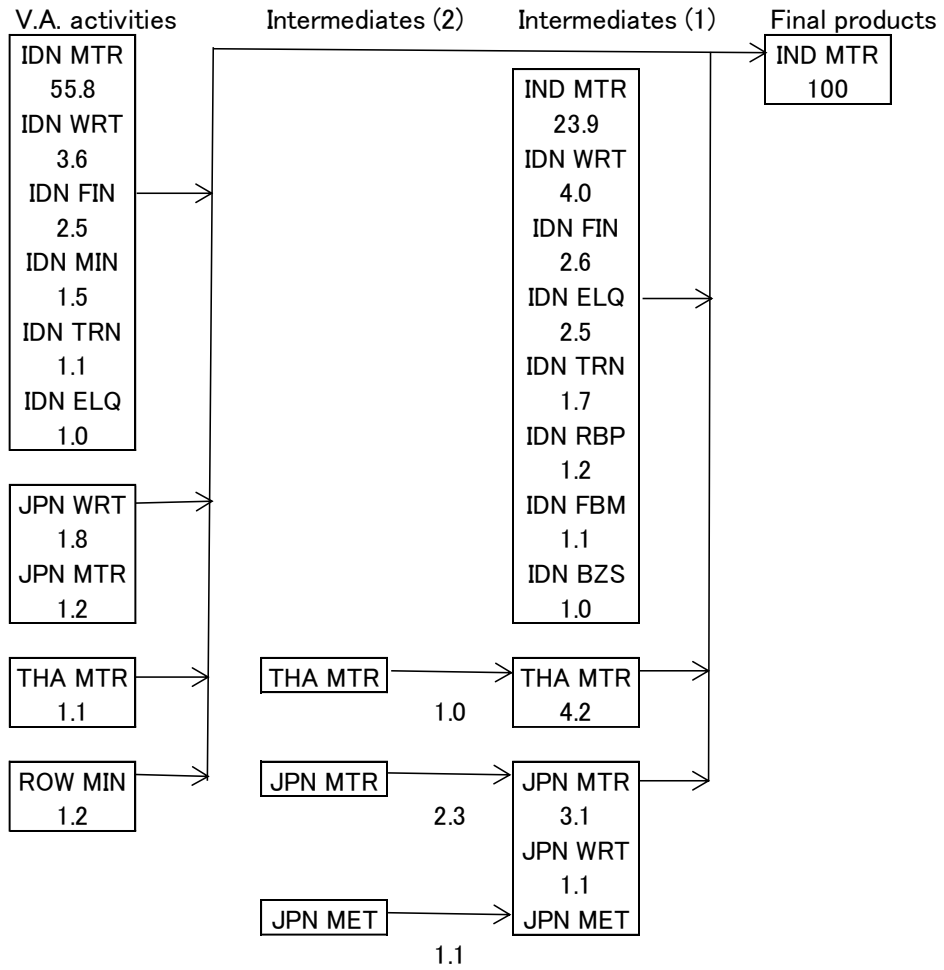 V.A. activities Intermediates (2) Intermediates (1) Final products
IDN MTR
55.8
IDN WRT
3.6
IDN FIN
2.5
IDN MIN
1.5
IDN TRN
1.1
IDN ELQ
1.0
JPN WRT
1.8
JPN MTR
1.2
THA MTR
1.1
ROW MIN
1.2
THA MTR
1.0
JPN MTR
2.3
JPN MET
1.1
IND MTR
23.9
IDN WRT
4.0
IDN FIN
2.6
IDN ELQ
2.5
IDN TRN
1.7
IDN RBP
1.2
IDN FBM
1.1
IDN BZS
1.0
THA MTR
4.2
JPN MTR
3.1
JPN WRT
1.1
JPN MET
IND MTR
100